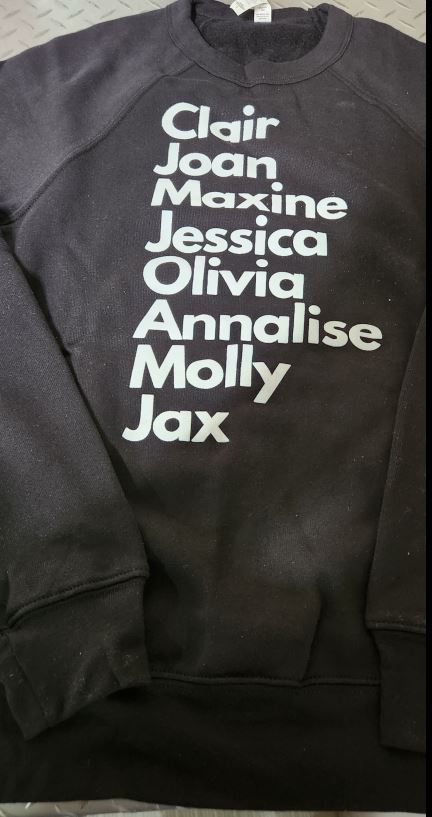 Clair
Joan
Maxine
Jessica
Olivia
Annalise
Molly
Jax